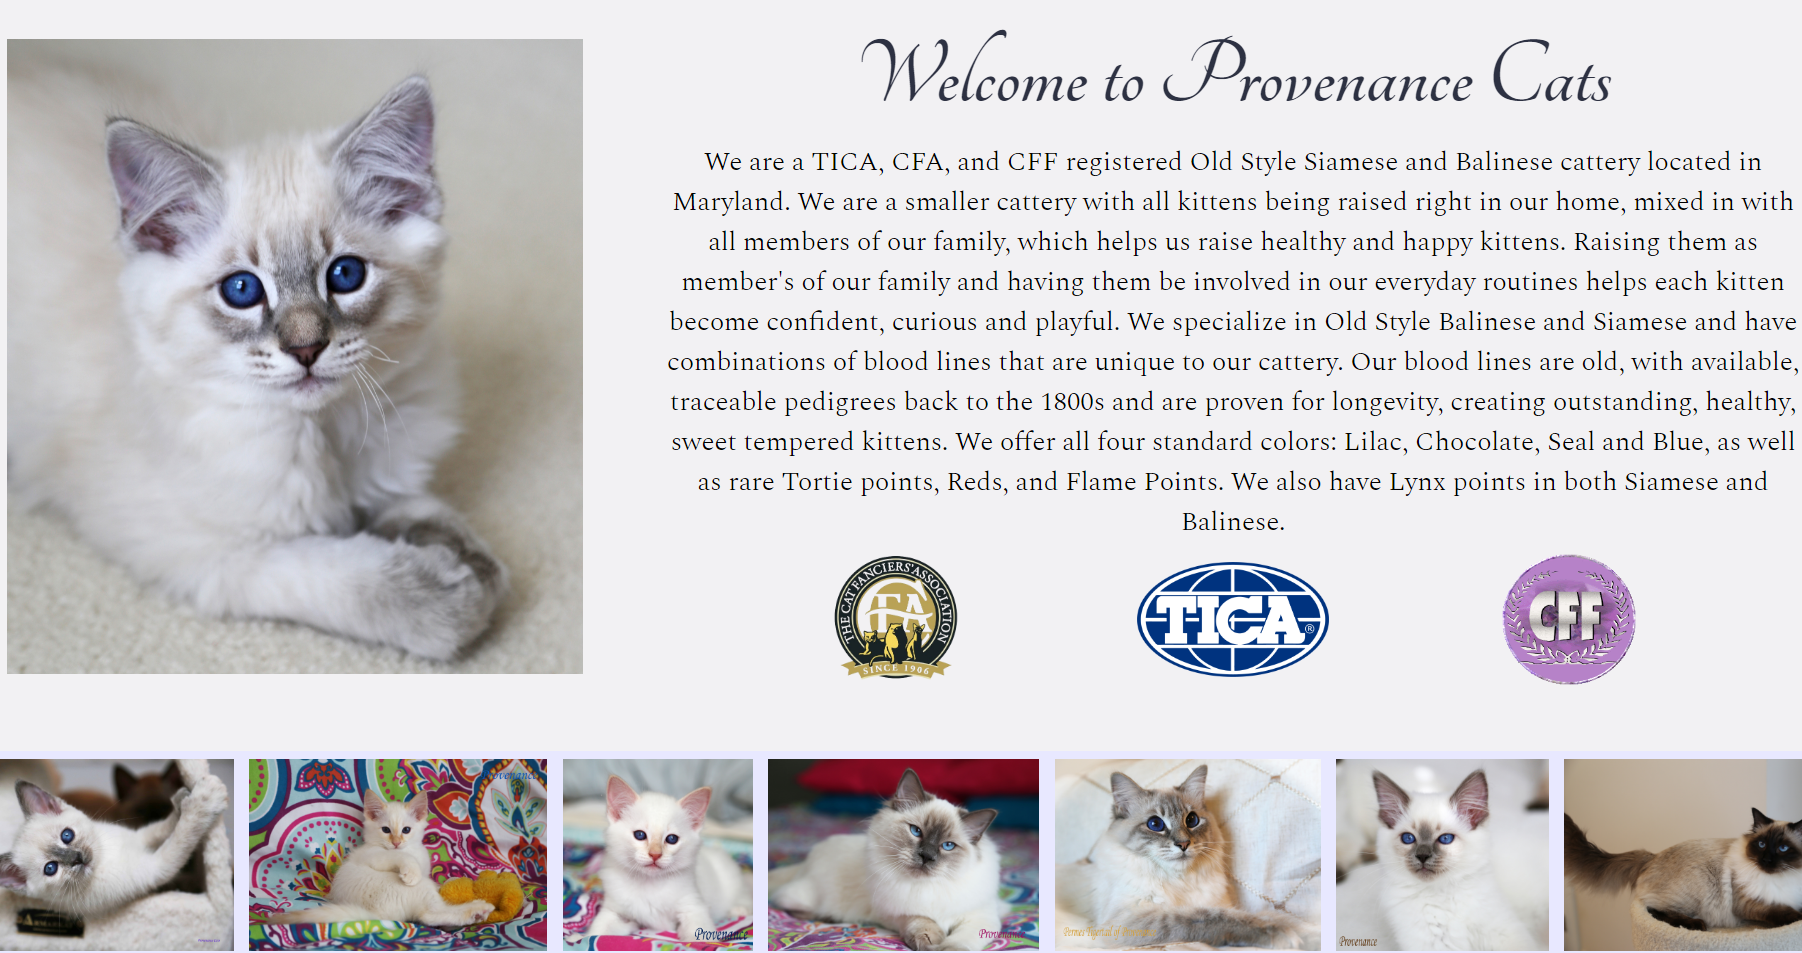 Welcome to Provenance Cats
We are a TICA, CFA, and CFF registered Old Style Siamese and Balinese cattery located in
Maryland. We are a smaller cattery with all kittens being raised right in our home, mixed in with
all members of our family, which helps us raise healthy and happy kittens. Raising them as
member's of our family and having them be involved in our everyday routines helps each kitten
become confident, curious and playful. We specialize in Old Style Balinese and Siamese and have
combinations of blood lines that are unique to our cattery. Our blood lines are old, with available,
traceable pedigrees back to the 1800s and are proven for longevity, creating outstanding, healthy,
sweet tempered kittens. We offer all four standard colors: Lilac, Chocolate, Seal and Blue, as well
as rare Tortie points, Reds, and Flame Points. We also have Lynx points in both Siamese and
Balinese.
THE CAT FANCIERS' ASSOCIATION
CFA
SINCE 1906
TICA®
CFF
Provenance
Provenance
Provenance
Provenance